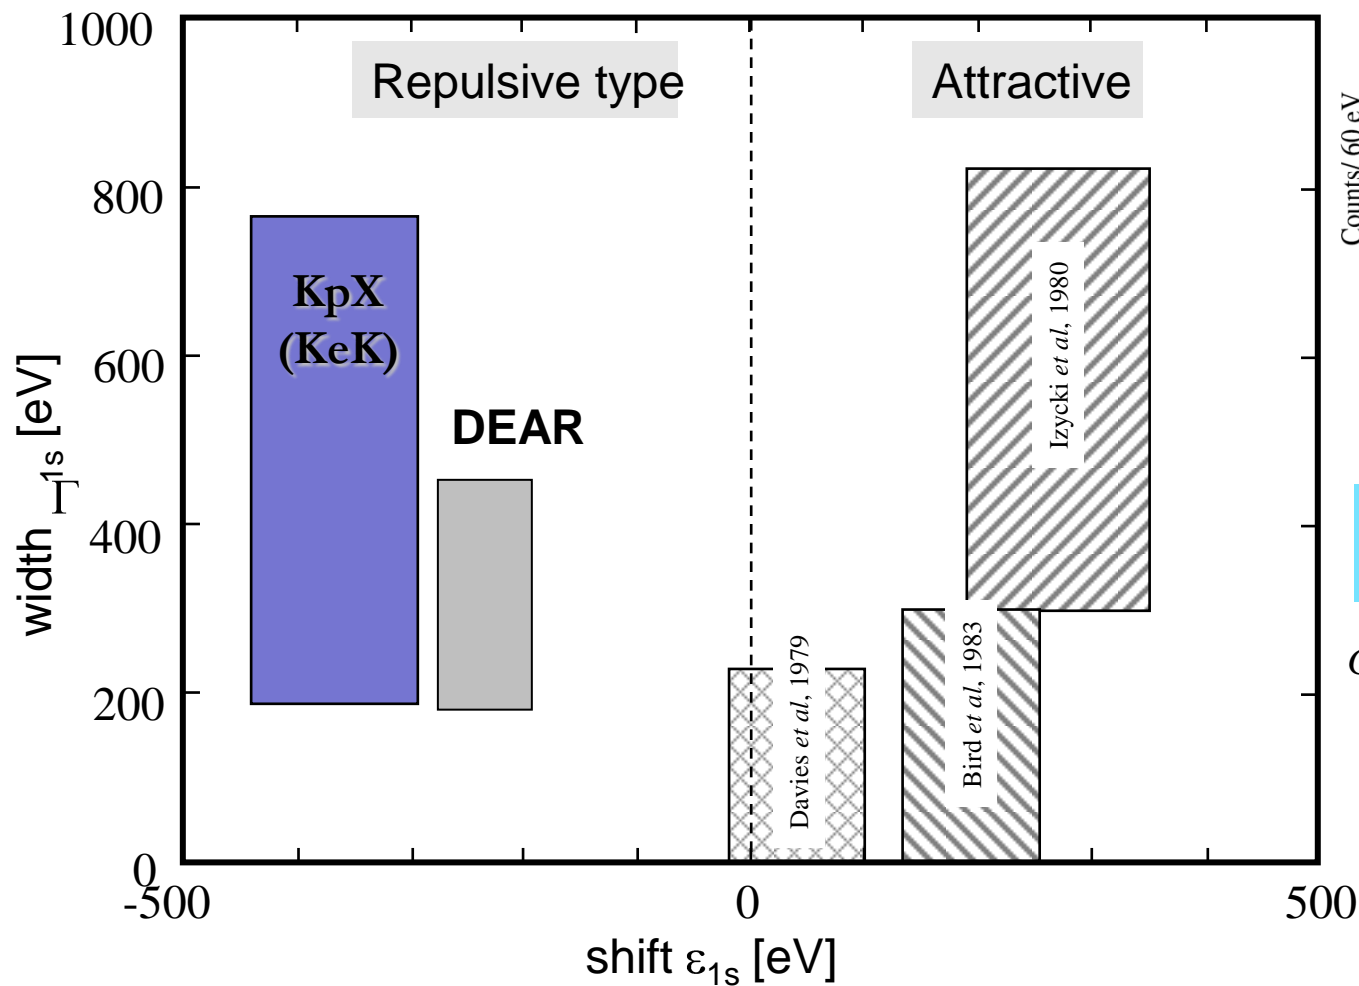 1000
800
600
400
200
0
-500
0
500
width Γ1s [eV]
shift ε1s [eV]
Repulsive type
Attractive
KpX
(KeK)
DEAR
Davies et al, 1979
Bird et al, 1983
Izycki et al, 1980
Counts/ 60 eV